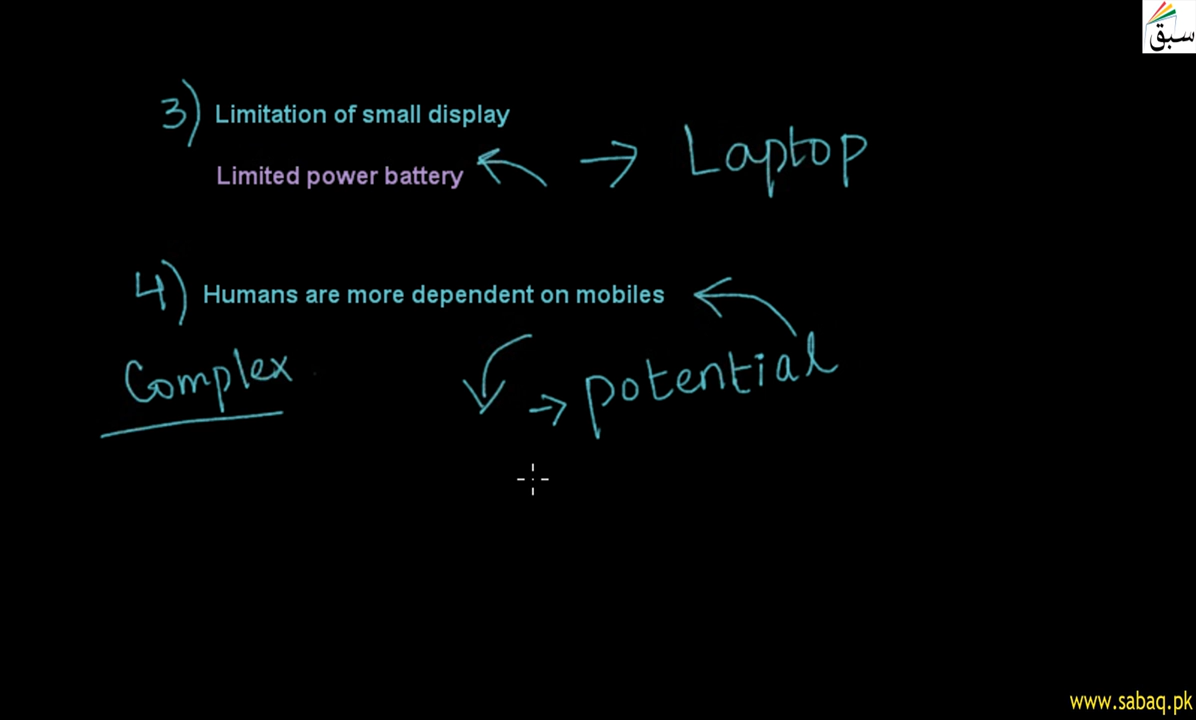 سبق
3) Limitation of small display
Limited power battery
→ Laptop
4) Humans are more dependent on mobiles
Complex
→ potential
www.sabaq.pk